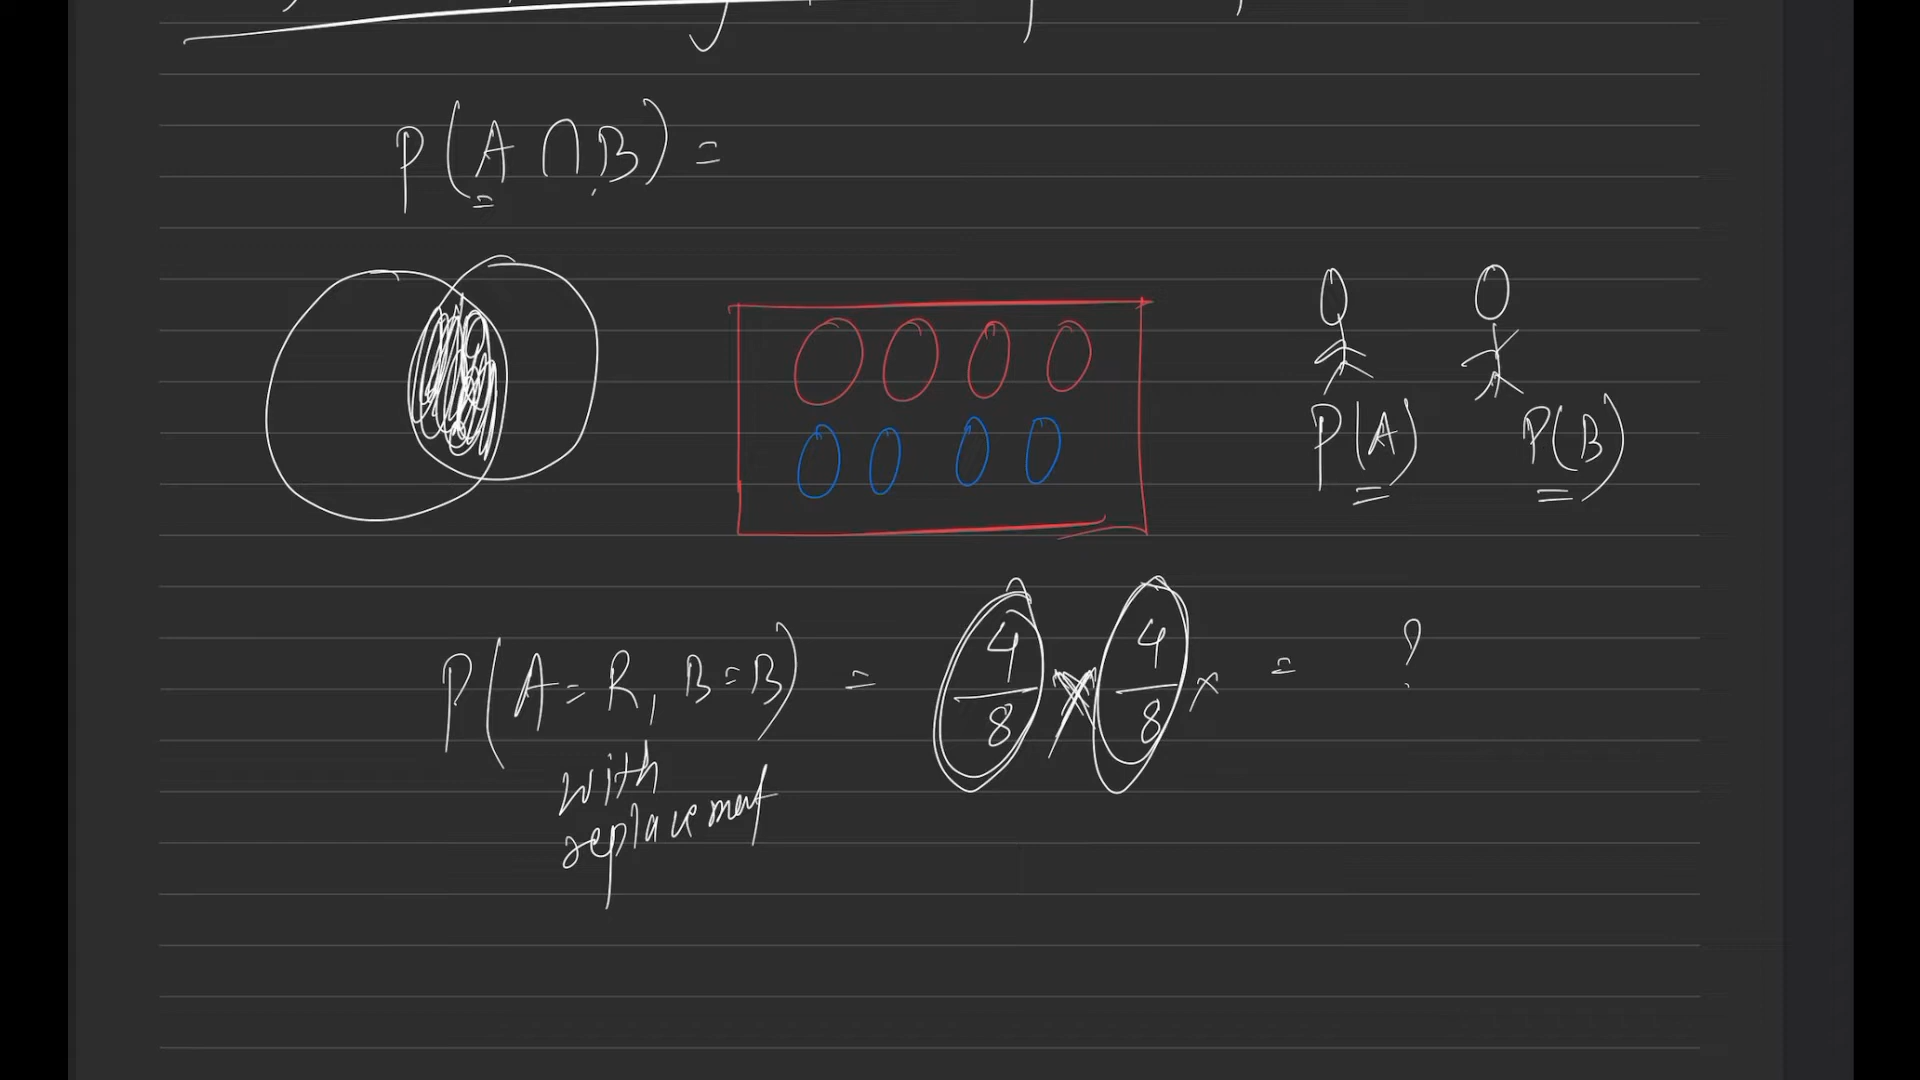 P(A ∩ B) =
P(A) P(B)
P(A = R, B = B) = 4/8 × 4/8 × = ?
with
replacement